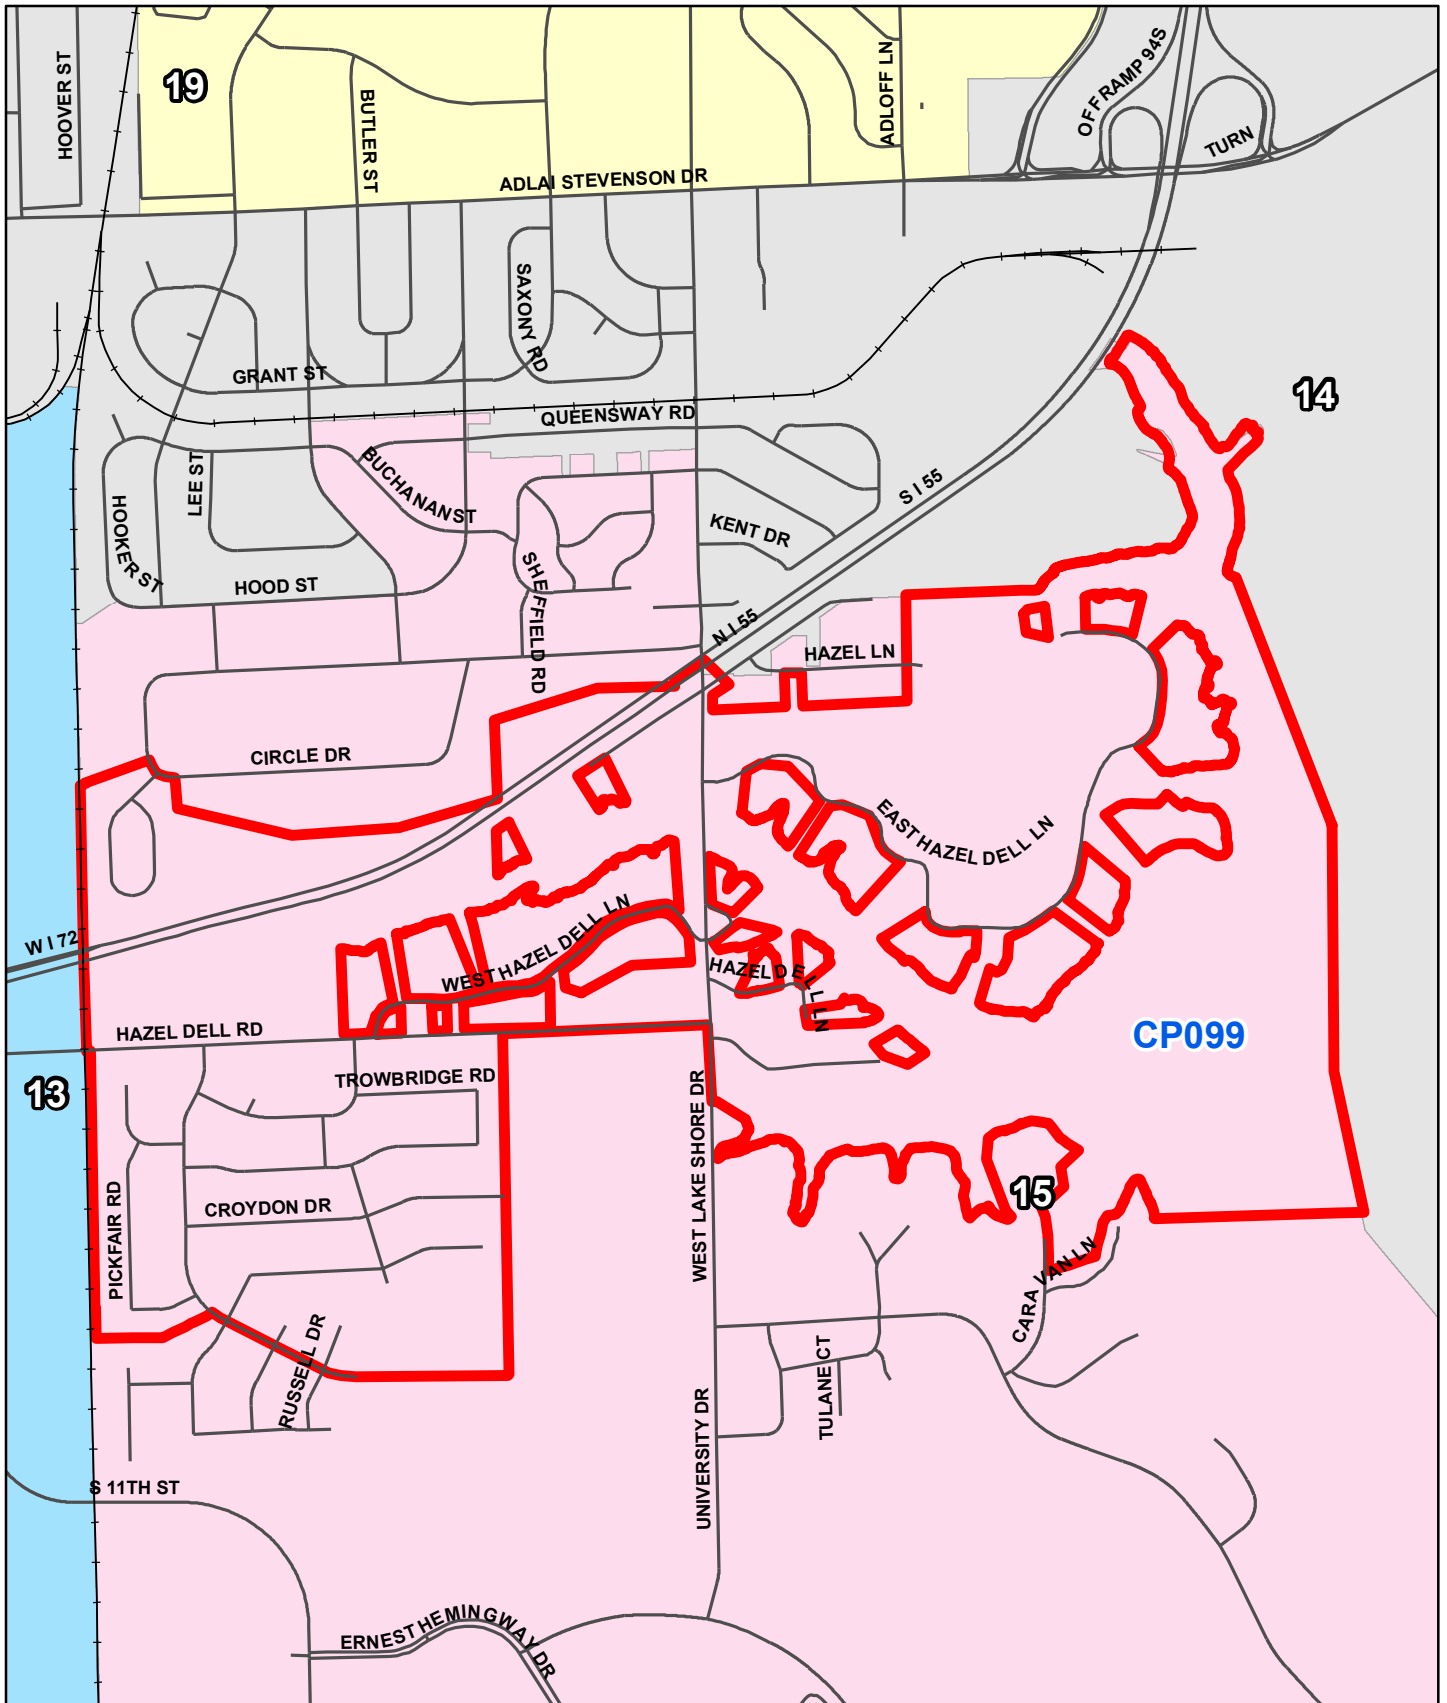 HOOVER ST
19
BUTLER ST
ADLOFF LN
OFF RAMP 94S
TURN
ADLAI STEVENSON DR
SAXONY RD
GRANT ST
QUEENSWAY RD
14
BUCHANAN ST
LEE ST
HOOKER ST
S I 55
KENT DR
HOOD ST
SHEFFIELD RD
N I 55
HAZEL LN
CIRCLE DR
EAST HAZEL DELL LN
W I 72
WEST HAZEL DELL LN
HAZEL DELL LN
HAZEL DELL RD
CP099
13
TROWBRIDGE RD
WEST LAKE SHORE DR
PICKFAIR RD
CROYDON DR
15
CARAVAN LN
RUSSELL DR
TULANE CT
UNIVERSITY DR
S 11TH ST
ERNEST HEMINGWAY DR